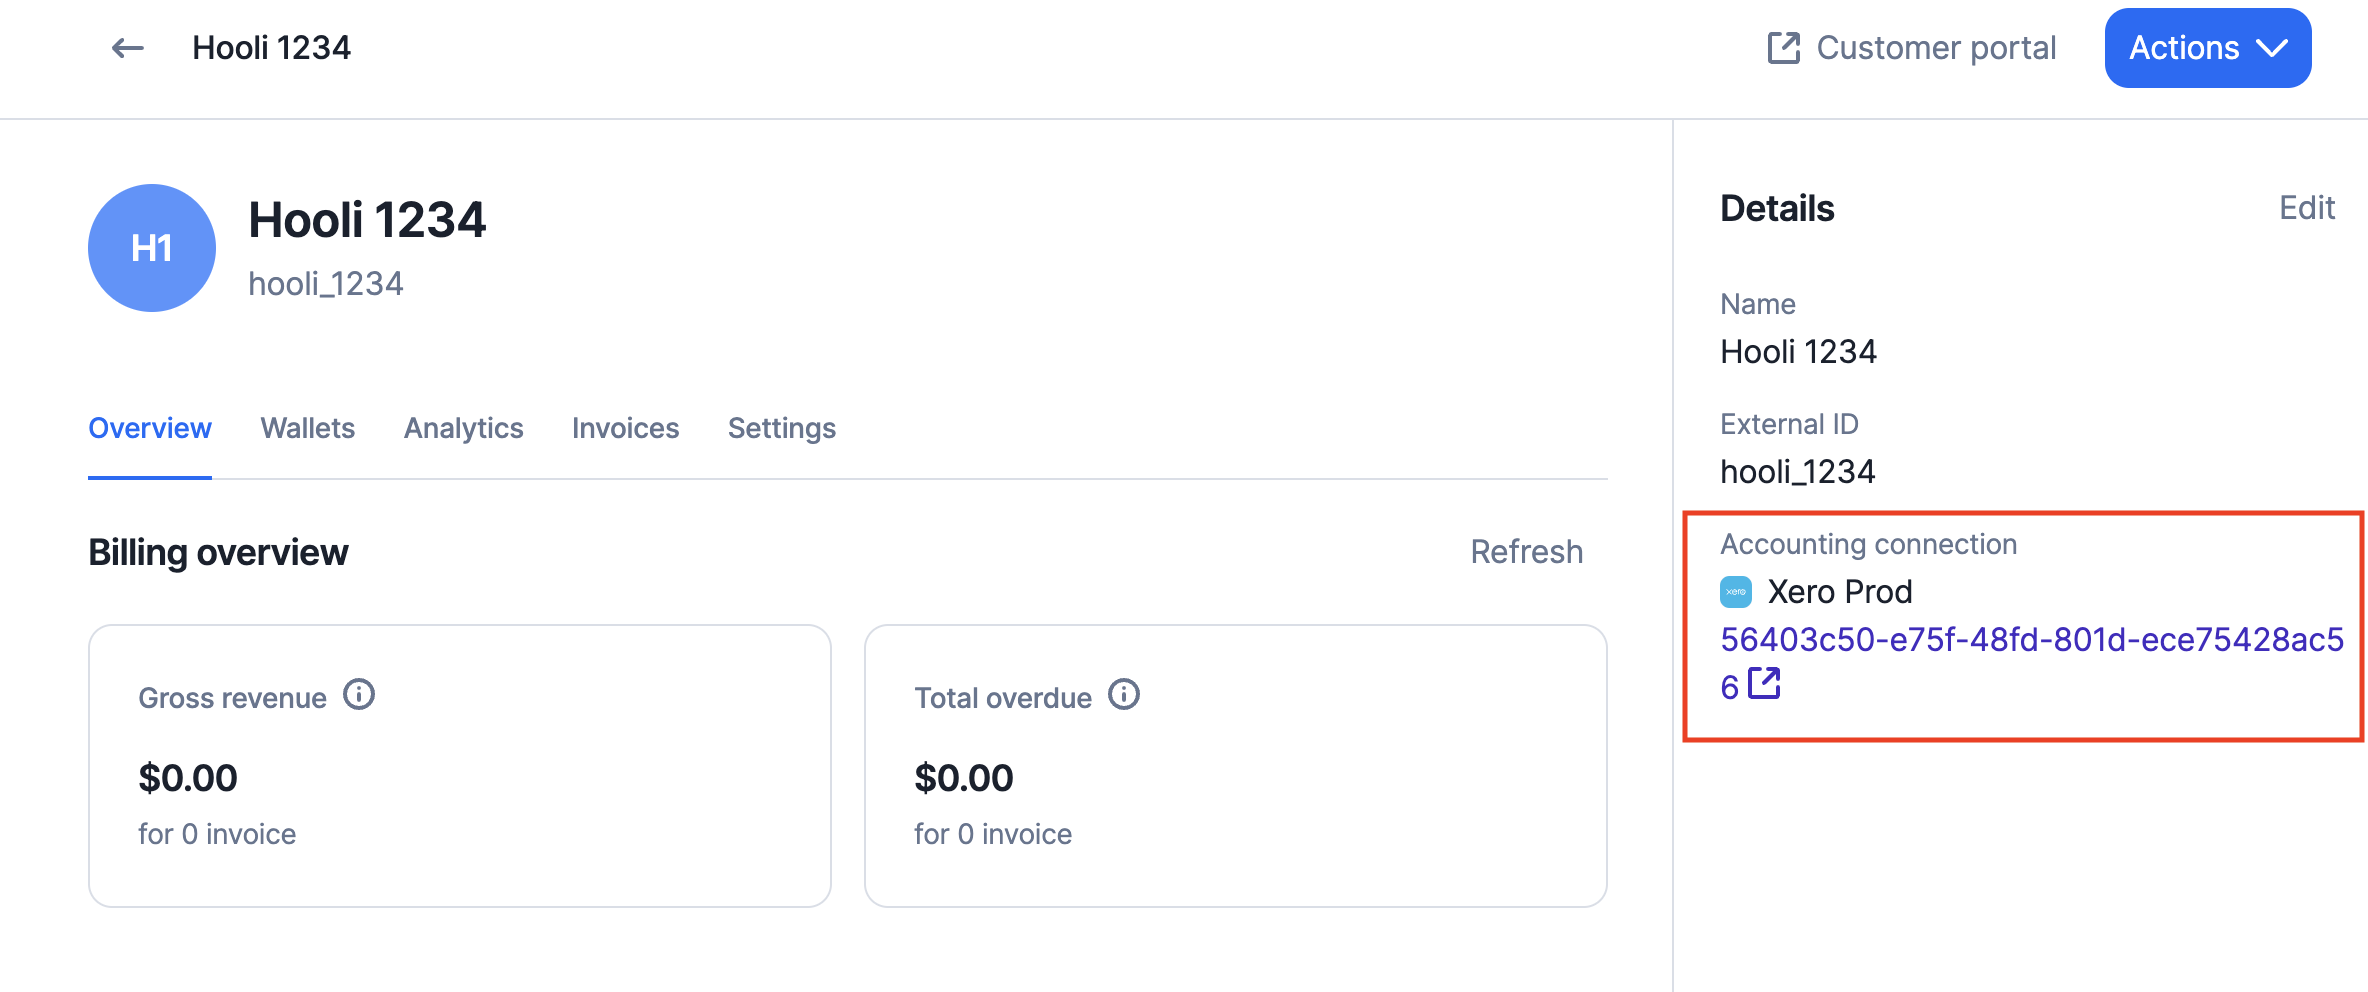 Hooli 1234
Customer portal
Actions
H1
Hooli 1234
hooli_1234
Overview
Wallets
Analytics
Invoices
Settings
Billing overview
Refresh
Gross revenue
$0.00
for 0 invoice
Total overdue
$0.00
for 0 invoice
Details
Edit
Name
Hooli 1234
External ID
hooli_1234
Accounting connection
xero
Xero Prod
56403c50-e75f-48fd-801d-ece75428ac5
6